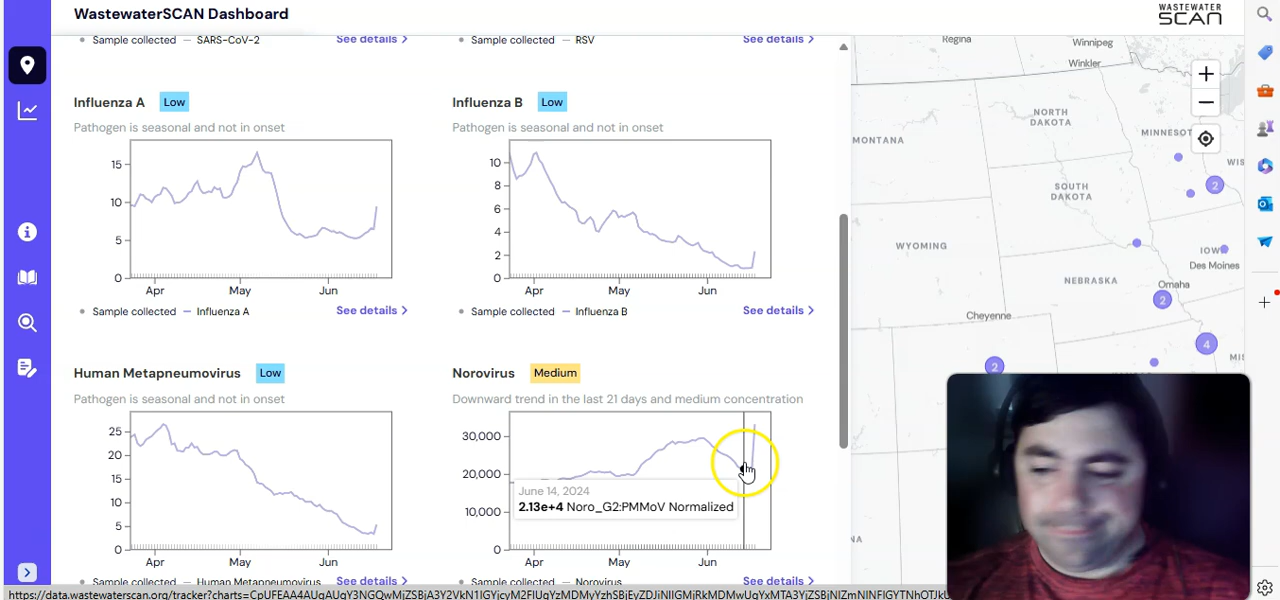 WastewaterSCAN Dashboard
WASTEWATER
SCAN
Sample collected
SARS-CoV-2
See details
Sample collected
RSV
See details
Influenza A
Low
Pathogen is seasonal and not in onset
15
10
5
0
Apr
May
Jun
Sample collected
Influenza A
See details
Influenza B
Low
Pathogen is seasonal and not in onset
10
8
6
4
2
0
Apr
May
Jun
Sample collected
Influenza B
See details
Human Metapneumovirus
Low
Pathogen is seasonal and not in onset
25
20
15
10
5
0
Apr
May
Jun
Sample collected
Human Metapneumovirus
See details
Norovirus
Medium
Downward trend in the last 21 days and medium concentration
30,000
20,000
10,000
0
June 14, 2024
2.13e+4 Noro_G2:PMMoV Normalized
Apr
May
Jun
Sample collected
Norovirus
See details
Regina
Winnipeg
Winkler
MONTANA
NORTH
DAKOTA
MINNESOT
WIS
2
SOUTH
DAKOTA
WYOMING
IOW
Des Moines
NEBRASKA
Omaha
2
Cheyenne
4
MIS
2
+
−